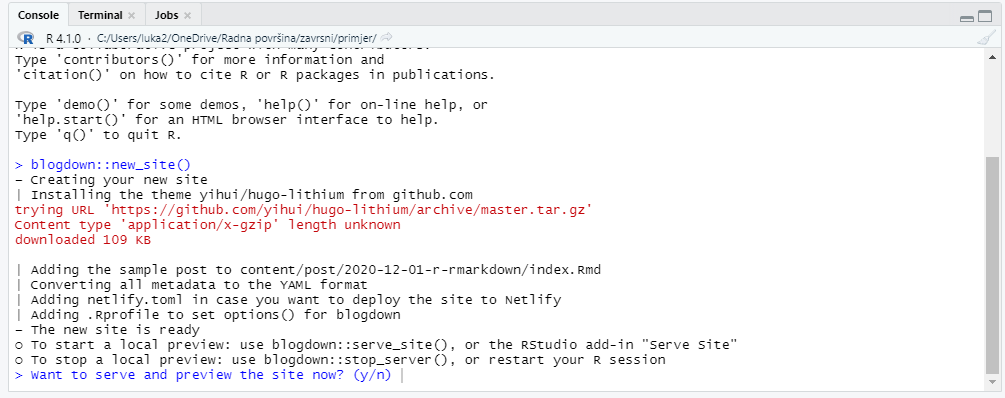 Console Terminal Jobs
R R 4.1.0 · C:/Users/luka2/OneDrive/Radna površina/zavrsni/primjer/
R is a collaborative project with many contributors.
Type 'contributors()' for more information and
'citation()' on how to cite R or R packages in publications.
Type 'demo()' for some demos, 'help()' for on-line help, or
'help.start()' for an HTML browser interface to help.
Type 'q()' to quit R.
> blogdown::new_site()
― Creating your new site
| Installing the theme yihui/hugo-lithium from github.com
trying URL 'https://github.com/yihui/hugo-lithium/archive/master.tar.gz'
Content type 'application/x-gzip' length unknown
downloaded 109 KB
| Adding the sample post to content/post/2020-12-01-r-rmarkdown/index.Rmd
| Converting all metadata to the YAML format
| Adding netlify.toml in case you want to deploy the site to Netlify
| Adding .Rprofile to set options() for blogdown
― The new site is ready
○ To start a local preview: use blogdown::serve_site(), or the RStudio add-in "Serve Site"
○ To stop a local preview: use blogdown::stop_server(), or restart your R session
> Want to serve and preview the site now? (y/n)